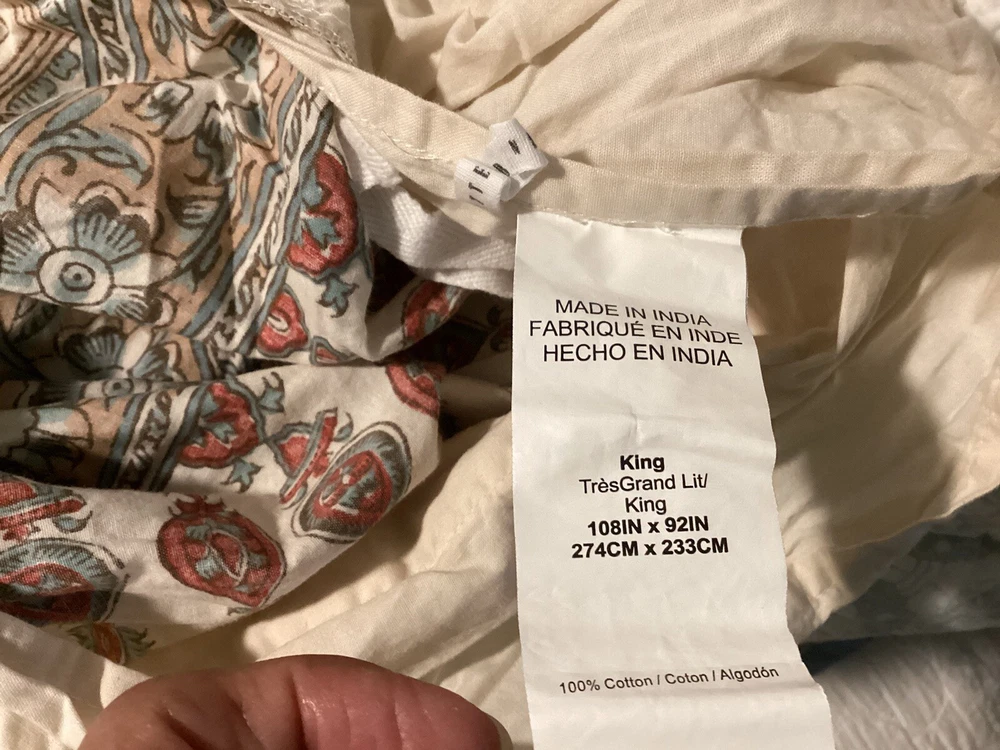 MADE IN INDIA
FABRIQUÉ EN INDE
HECHO EN INDIA
King
TrèsGrand Lit/
King
108IN x 92IN
274CM x 233CM
100% Cotton / Coton / Algodón